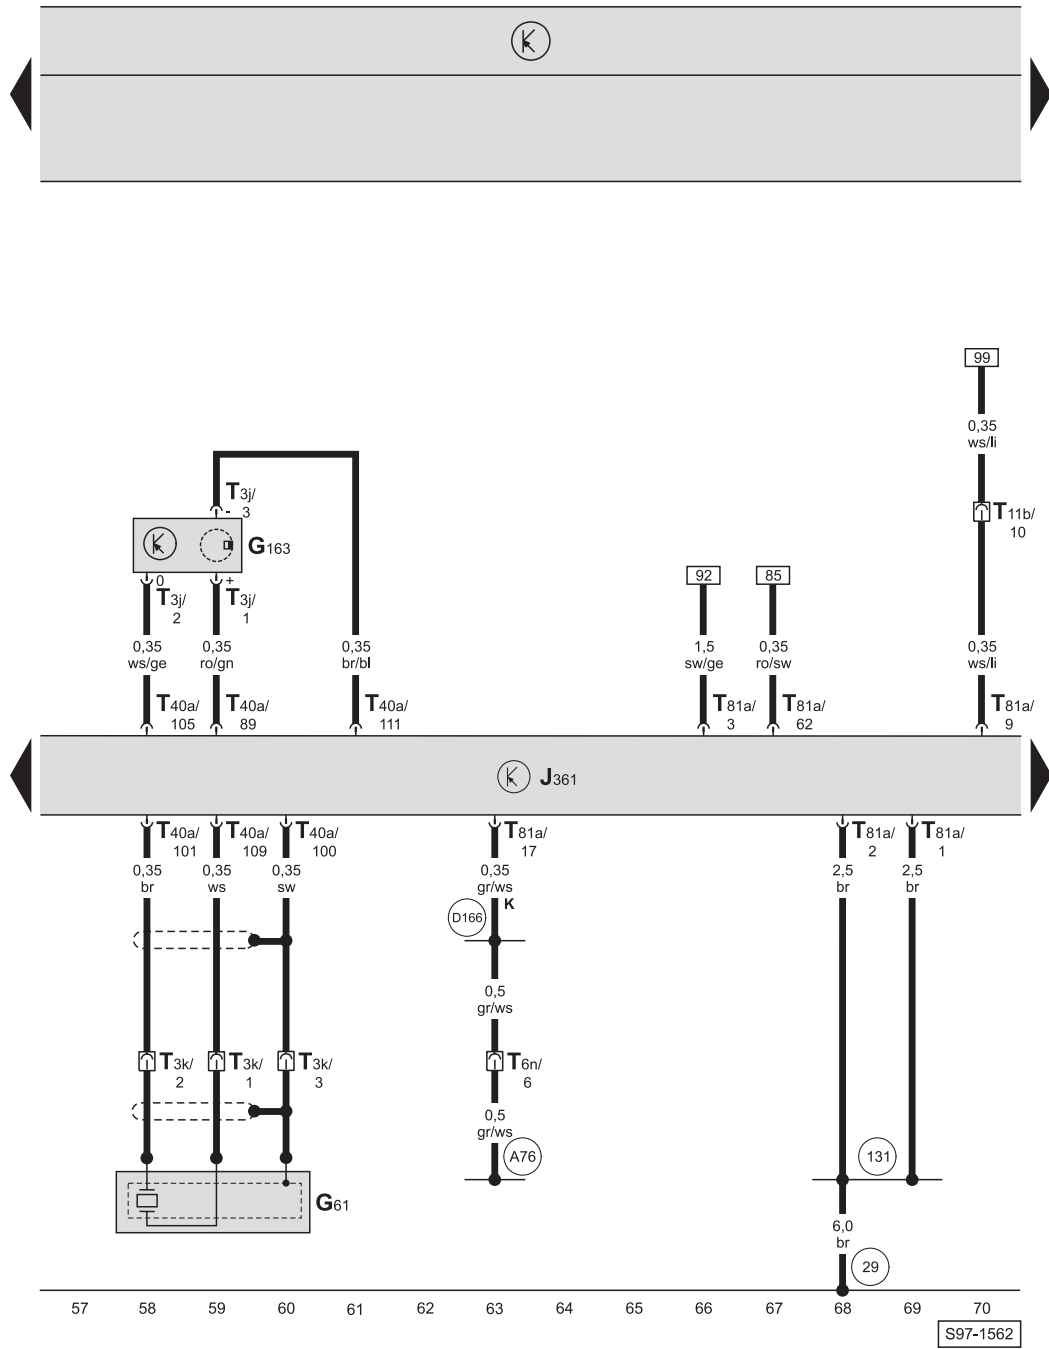 99
0,35
ws/li
T3j/
- 3
T11b/
10
G163
0
+
92
85
T3j/
2
T3j/
1
0,35
ws/ge
0,35
ro/gn
0,35
br/bl
1,5
sw/ge
0,35
ro/sw
0,35
ws/li
T40a/
105
T40a/
89
T40a/
111
T81a/
3
T81a/
62
T81a/
9
J361
T40a/
101
T40a/
109
T40a/
100
T81a/
17
T81a/
2
T81a/
1
0,35
br
0,35
ws
0,35
sw
0,35
gr/ws
2,5
br
2,5
br
K
D166
0,5
gr/ws
T3k/
2
T3k/
1
T3k/
3
T6n/
6
0,5
gr/ws
A76
131
G61
6,0
br
29
57 58 59 60 61 62 63 64 65 66 67 68 69 70
S97-1562